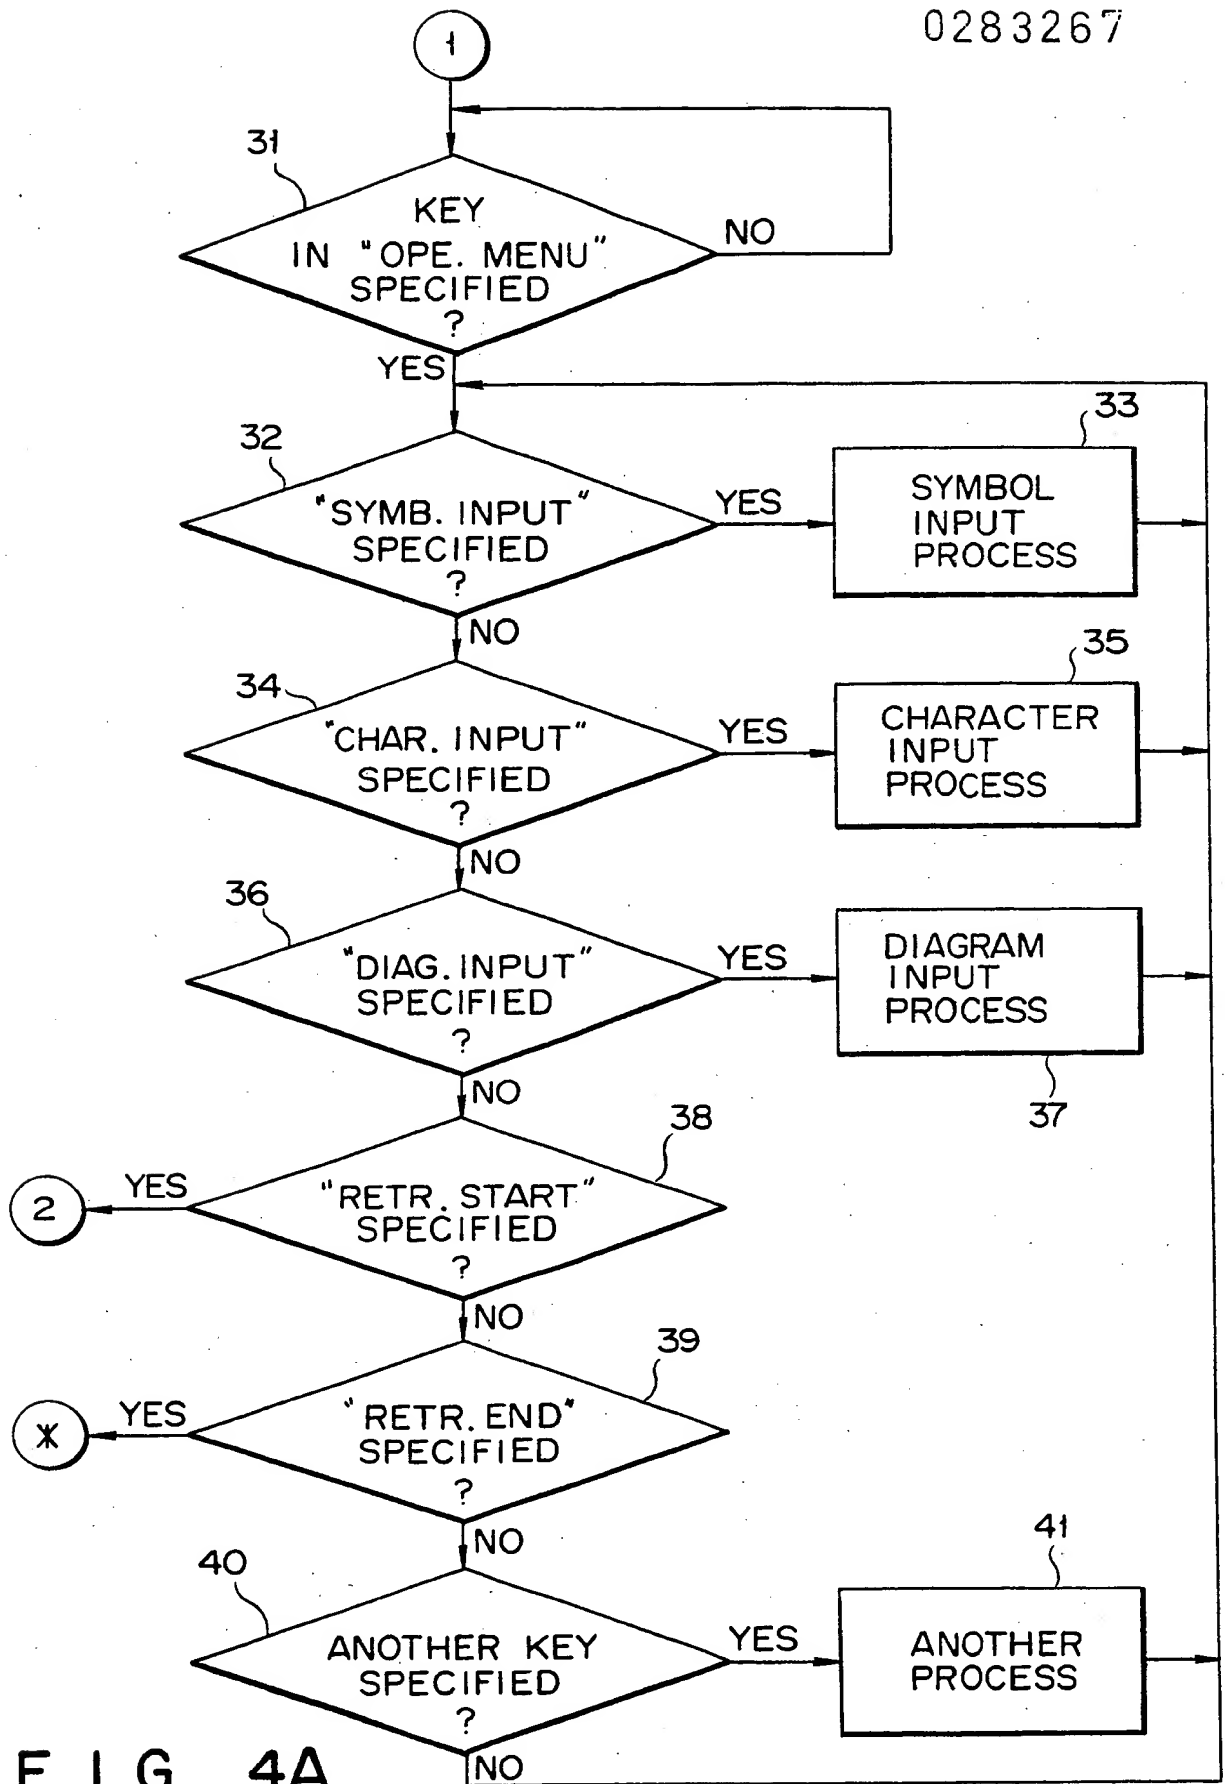 0283267
1
31
KEY
IN "OPE. MENU"
SPECIFIED
?
NO
YES
32
"SYMB. INPUT"
SPECIFIED
?
YES
33
SYMBOL
INPUT
PROCESS
NO
34
"CHAR. INPUT"
SPECIFIED
?
YES
35
CHARACTER
INPUT
PROCESS
NO
36
"DIAG. INPUT"
SPECIFIED
?
YES
DIAGRAM
INPUT
PROCESS
37
NO
38
"RETR. START"
SPECIFIED
?
YES
2
NO
39
"RETR. END"
SPECIFIED
?
YES
*
NO
40
ANOTHER KEY
SPECIFIED
?
YES
41
ANOTHER
PROCESS
NO
FIG. 4A